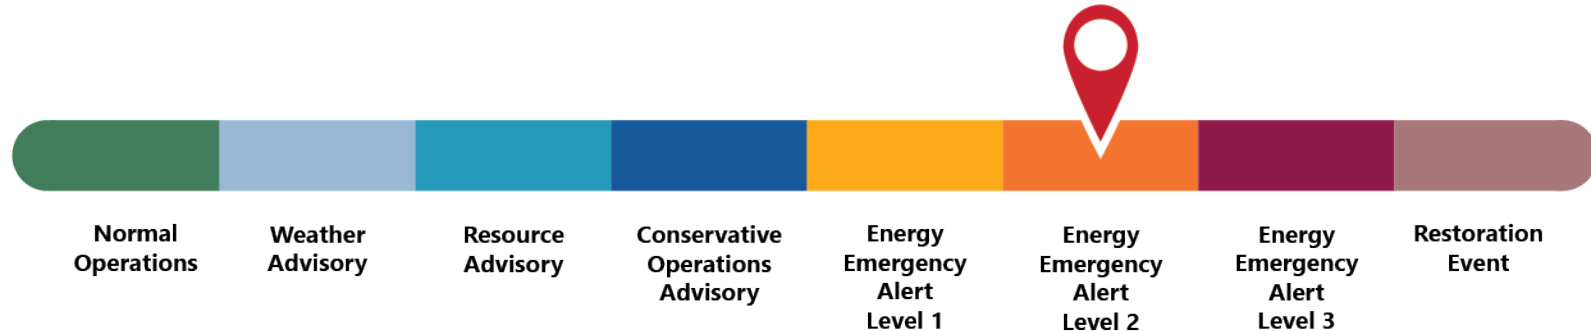 Normal
Operations
Weather
Advisory
Resource
Advisory
Conservative
Operations
Advisory
Energy
Emergency
Alert
Level 1
Energy
Emergency
Alert
Level 2
Energy
Emergency
Alert
Level 3
Restoration
Event